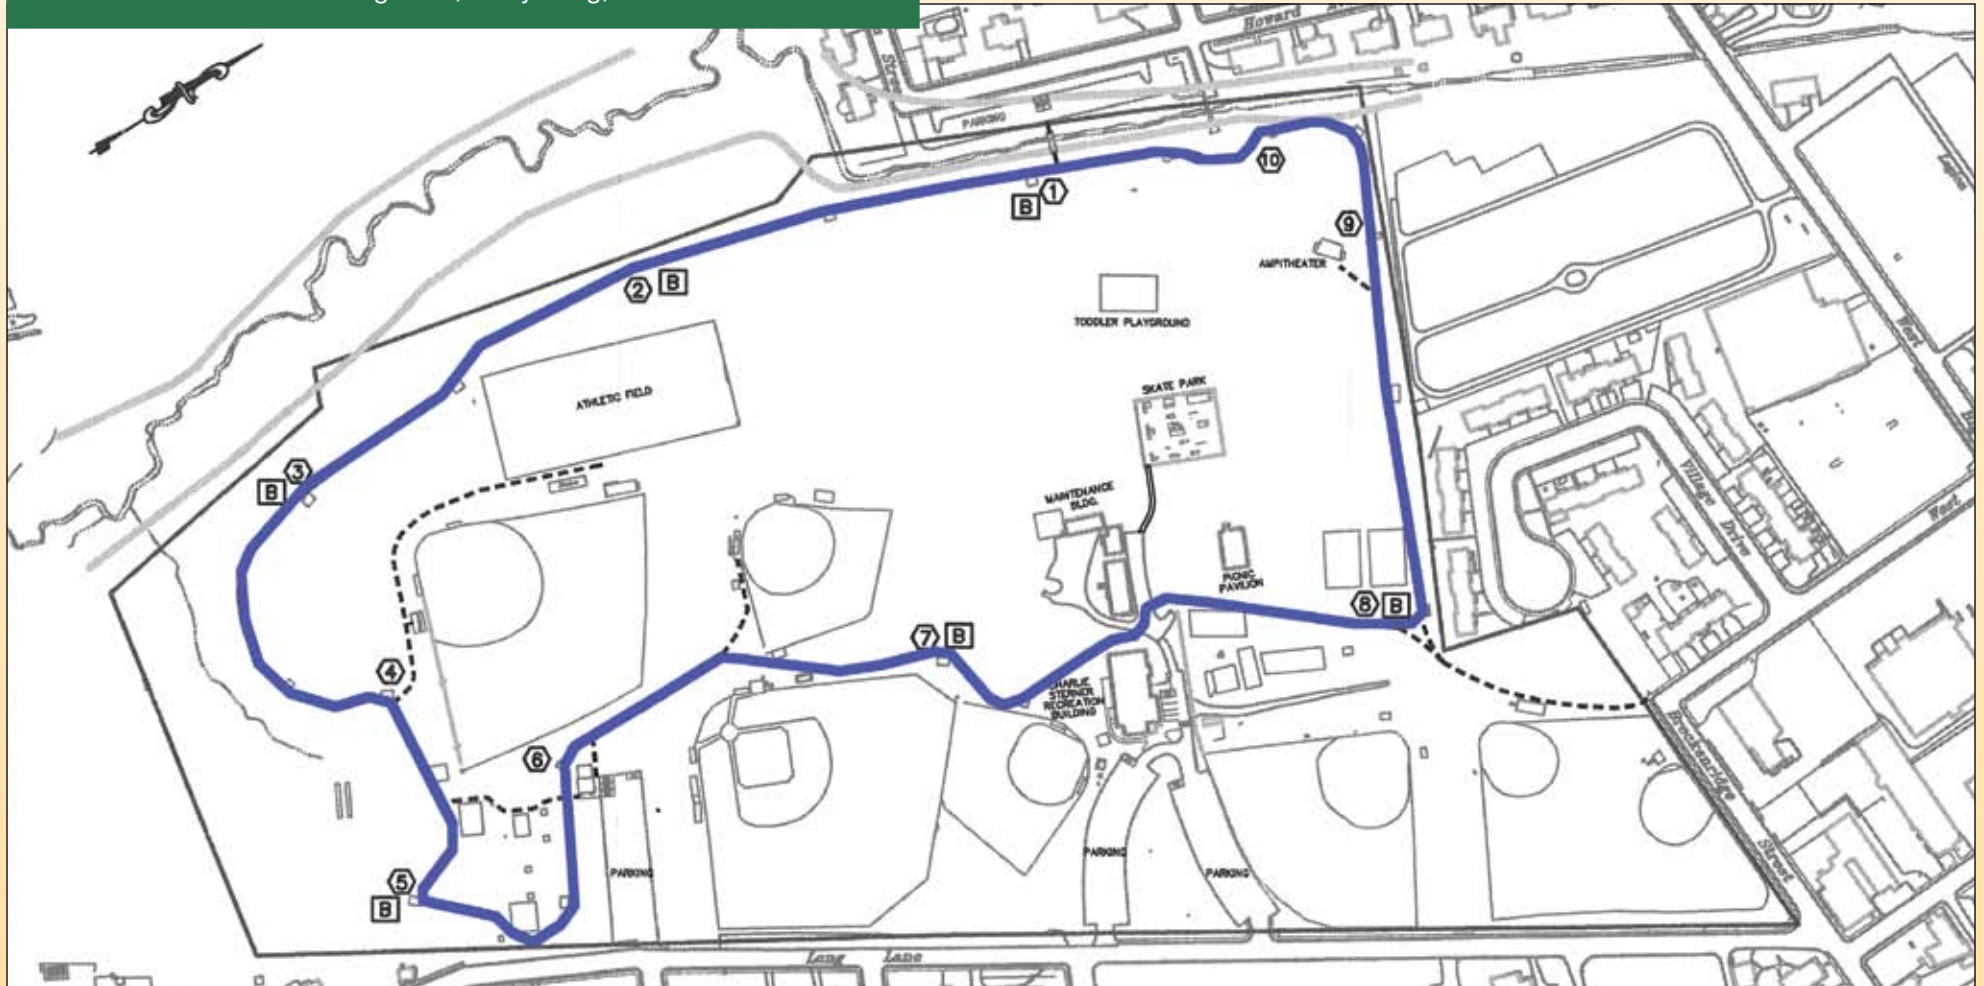 Howard
PARKING
10
1
B
9
AMPITHEATER
2
B
TODDLER PLAYGROUND
SKATE PARK
ATHLETIC FIELD
3
B
MAINTENANCE
BLDG.
West
Village Drive
West
PICNIC
PAVILION
8
B
7
B
4
CHARLIE
STERNER
RECREATION
BUILDING
6
Breckenridge
Street
PARKING
PARKING
PARKING
5
B
Long Lane